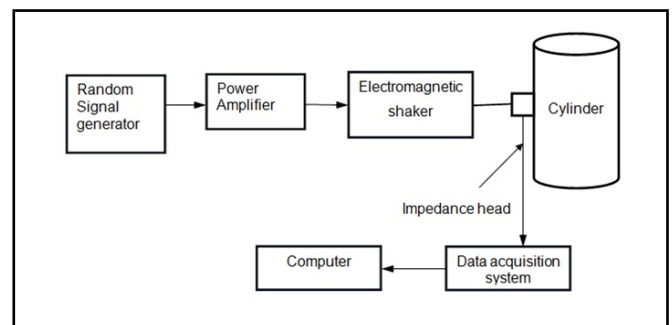 Random
Signal
generator
Power
Amplifier
Electromagnetic
shaker
Cylinder
Impedance head
Computer
Data acquisition
system